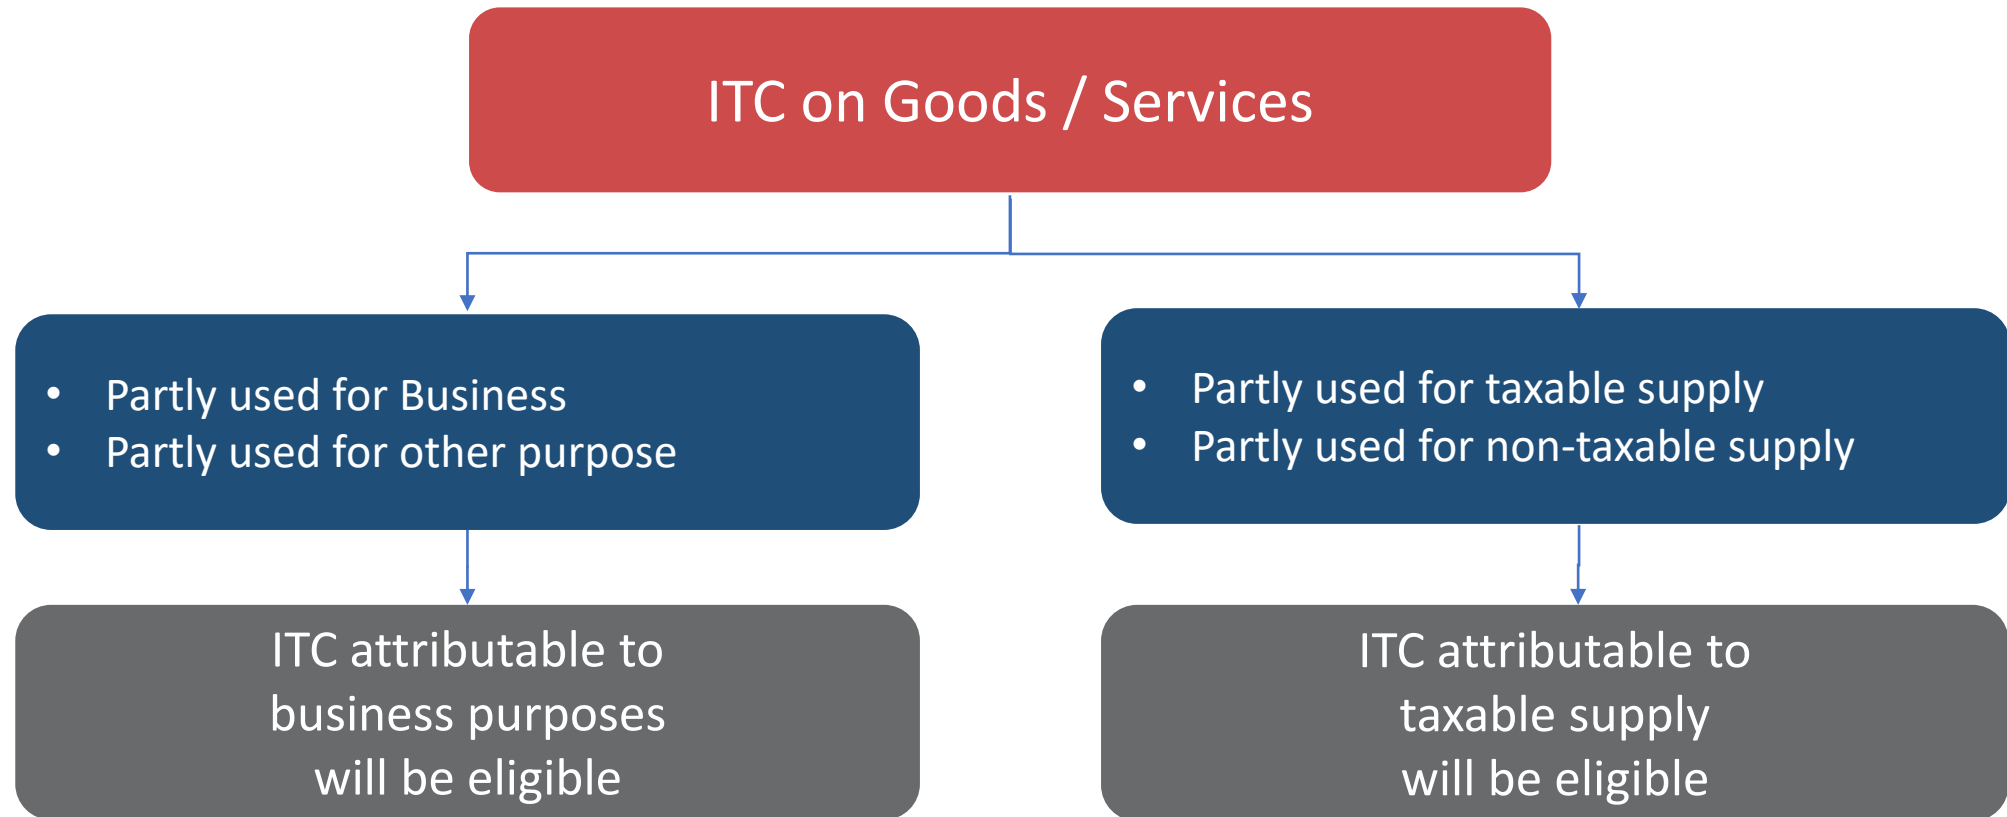 ITC on Goods / Services
• Partly used for Business
• Partly used for other purpose
• Partly used for taxable supply
• Partly used for non-taxable supply
ITC attributable to
business purposes
will be eligible
ITC attributable to
taxable supply
will be eligible